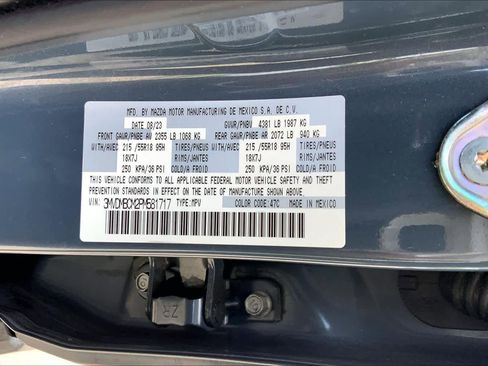 MFD. BY MAZDA MOTOR MANUFACTURING DE MEXICO S.A. DE C.V.
DATE 08/23 GVWR/PNBV 4381 LB 1987 KG
FRONT GAWR/PNBE AV 2355 LB 1068 KG REAR GAWR/PNBE AR 2072 LB 940 KG
WITH/AVEC 215/55R18 95H TIRES/PNEUS WITH/AVEC 215/55R18 95H TIRES/PNEUS
18X7J RIMS/JANTES 18X7J RIMS/JANTES
250 KPA/36 PSI COLD/A FROID 250 KPA/36 PSI COLD/A FROID
THIS VEHICLE CONFORMS TO ALL APPLICABLE FEDERAL MOTOR VEHICLE SAFETY AND THEFT
PREVENTION STANDARDS IN EFFECT ON THE DATE OF MANUFACTURE SHOWN ABOVE.
VIN: 3MVDMBCM2PM581717 TYPE:MPV COLOR CODE:47C MADE IN MEXICO
ZR